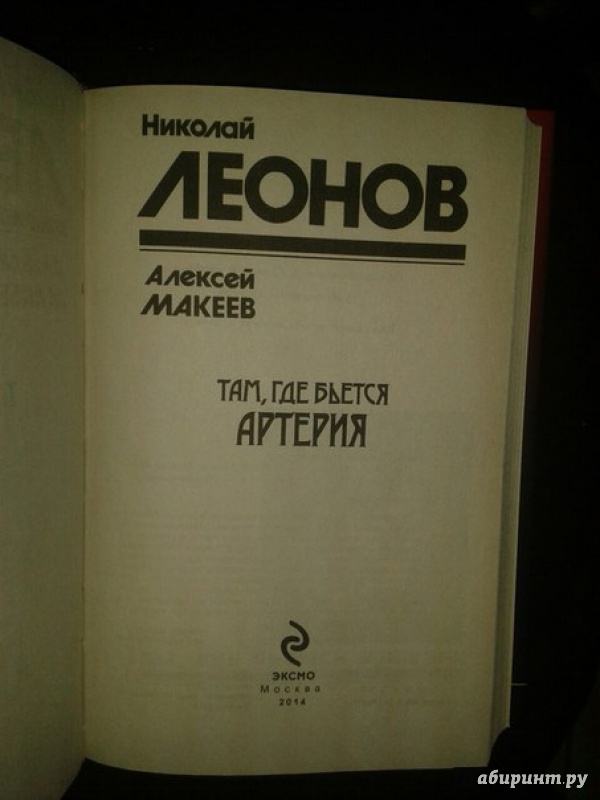 Николай
ЛЕОНОВ
Алексей
МАКЕЕВ
ТАМ, ГДЕ БЬЕТСЯ
АРТЕРИЯ
ЭКСМО
Москва
2014
абиринт.ру